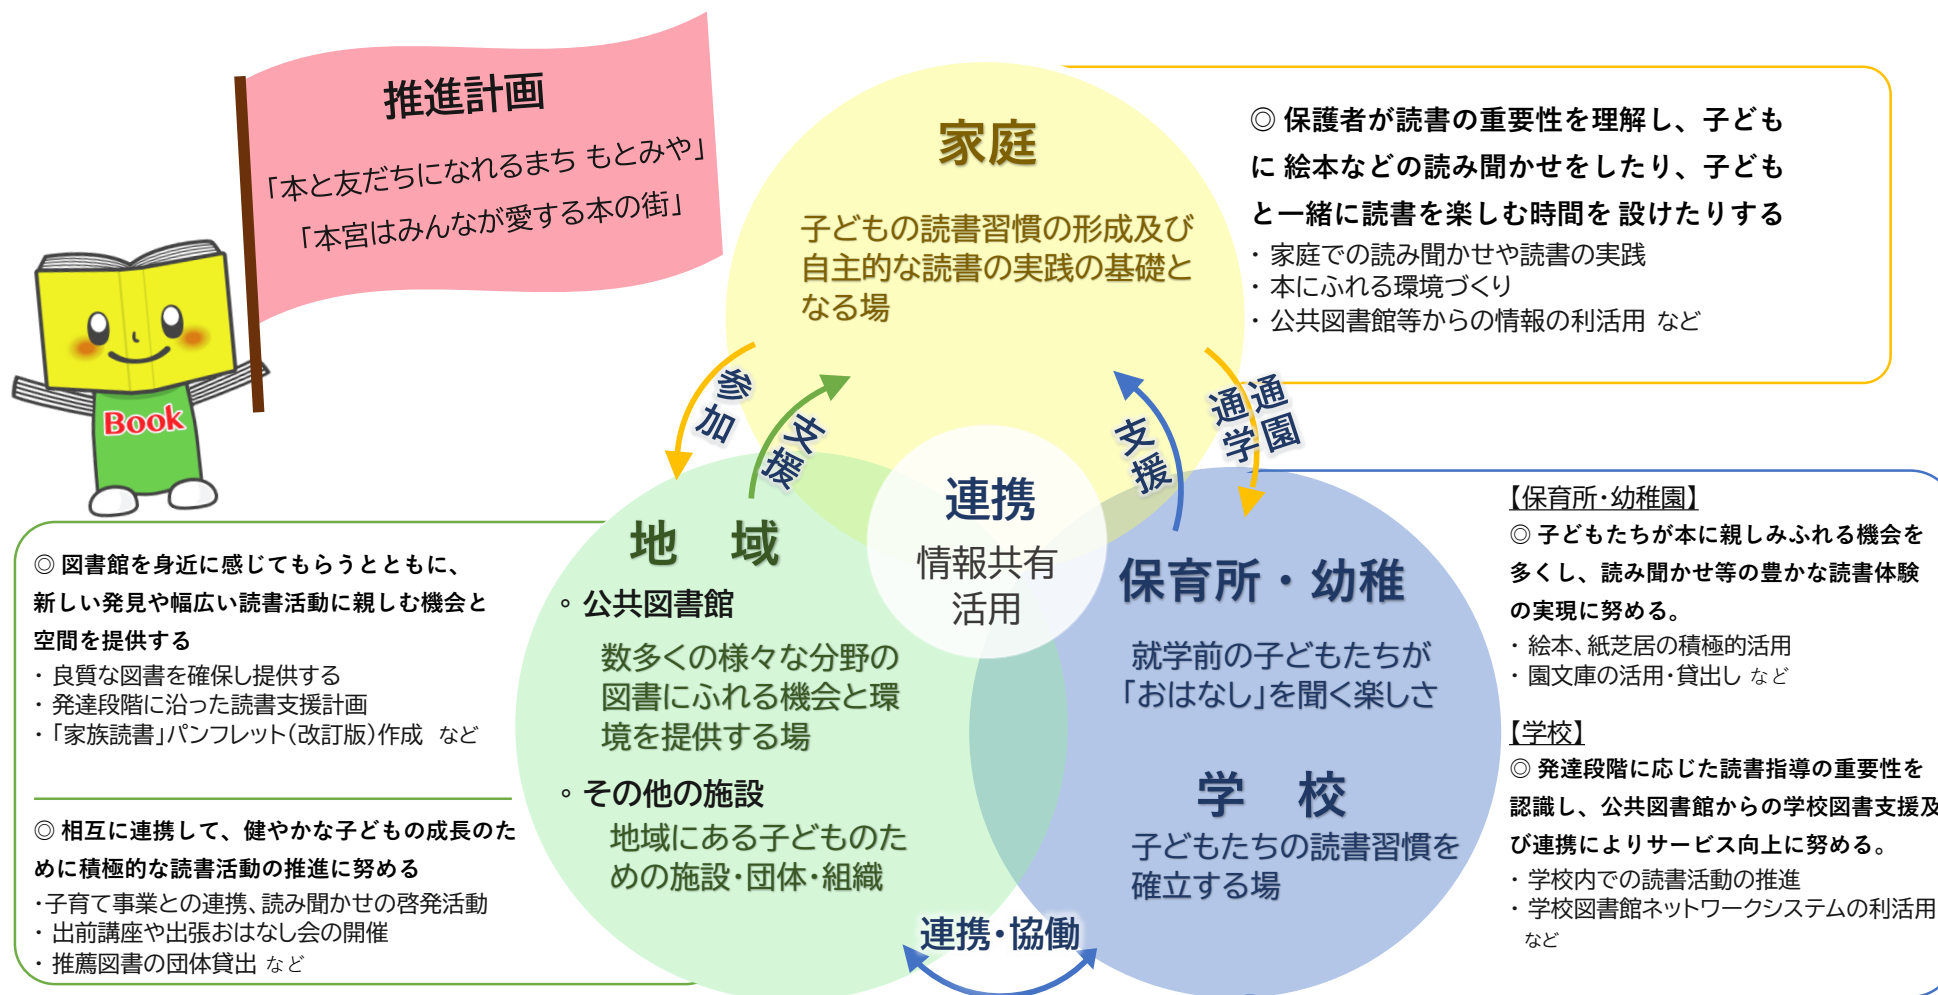 推進計画
「本と友だちになれるまち もとみや」
「本宮はみんなが愛する本の街」
Book
家庭
子どもの読書習慣の形成及び
自主的な読書の実践の基礎と
なる場
◎ 保護者が読書の重要性を理解し、子ども
に 絵本などの読み聞かせをしたり、子ども
と一緒に読書を楽しむ時間を 設けたりする
・ 家庭での読み聞かせや読書の実践
・ 本にふれる環境づくり
・ 公共図書館等からの情報の利活用 など
参加
支援
支援
通学
通園
連携
情報共有
活用
地 域
◦ 公共図書館
数多くの様々な分野の
図書にふれる機会と環
境を提供する場
◦ その他の施設
地域にある子どものた
めの施設・団体・組織
◎ 図書館を身近に感じてもらうとともに、
新しい発見や幅広い読書活動に親しむ機会と
空間を提供する
・ 良質な図書を確保し提供する
・ 発達段階に沿った読書支援計画
・ 「家族読書」パンフレット(改訂版)作成 など
◎ 相互に連携して、健やかな子どもの成長のた
めに積極的な読書活動の推進に努める
・子育て事業との連携、読み聞かせの啓発活動
・ 出前講座や出張おはなし会の開催
・ 推薦図書の団体貸出 など
保育所・幼稚
就学前の子どもたちが
「おはなし」を聞く楽しさ
学 校
子どもたちの読書習慣を
確立する場
連携・協働
【保育所・幼稚園】
◎ 子どもたちが本に親しみふれる機会を
多くし、読み聞かせ等の豊かな読書体験
の実現に努める。
・ 絵本、紙芝居の積極的活用
・ 園文庫の活用・貸出し など
【学校】
◎ 発達段階に応じた読書指導の重要性を
認識し、公共図書館からの学校図書支援及
び連携によりサービス向上に努める。
・ 学校内での読書活動の推進
・ 学校図書館ネットワークシステムの利活用
など